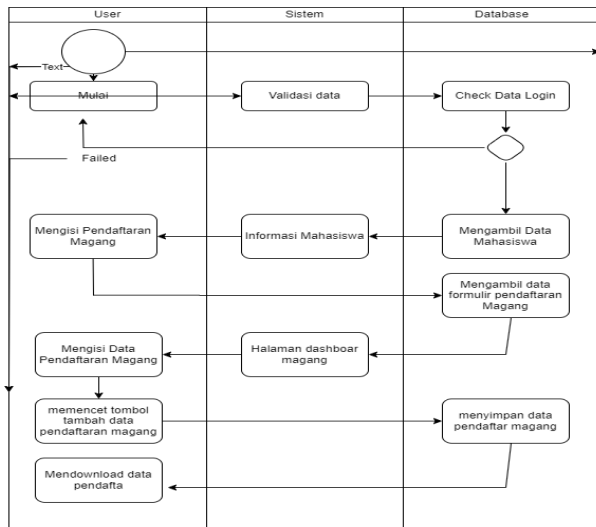 User
Sistem
Database
Text
Mulai
Validasi data
Check Data Login
Failed
Mengisi Pendaftaran
Magang
Informasi Mahasiswa
Mengambil Data
Mahasiswa
Mengambil data
formulir pendaftaran
Magang
Mengisi Data
Pendaftaran Magang
Halaman dashboar
magang
memencet tombol
tambah data
pendaftaran magang
menyimpan data
pendaftar magang
Mendownload data
pendafta